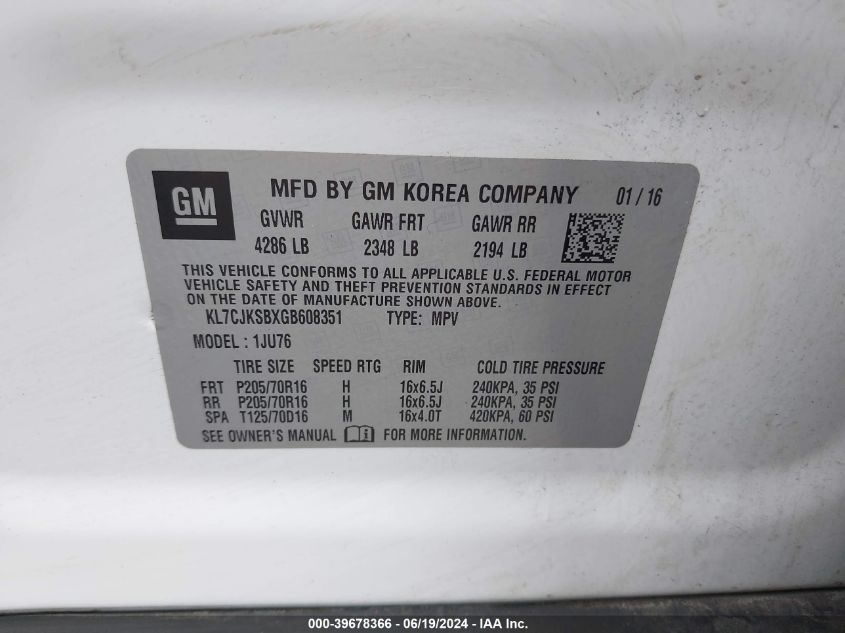 GM MFD BY GM KOREA COMPANY 01 / 16
GVWR GAWR FRT GAWR RR
4286 LB 2348 LB 2194 LB
THIS VEHICLE CONFORMS TO ALL APPLICABLE U.S. FEDERAL MOTOR
VEHICLE SAFETY AND THEFT PREVENTION STANDARDS IN EFFECT
ON THE DATE OF MANUFACTURE SHOWN ABOVE.
KL7CJKSBXGB608351 TYPE: MPV
MODEL : 1JU76
TIRE SIZE SPEED RTG RIM COLD TIRE PRESSURE
FRT P205/70R16 H 16x6.5J 240KPA, 35 PSI
RR P205/70R16 H 16x6.5J 240KPA, 35 PSI
SPA T125/70D16 M 16x4.0T 420KPA, 60 PSI
SEE OWNER'S MANUAL i FOR MORE INFORMATION.
000-39678366 - 06/19/2024 - IAA Inc.